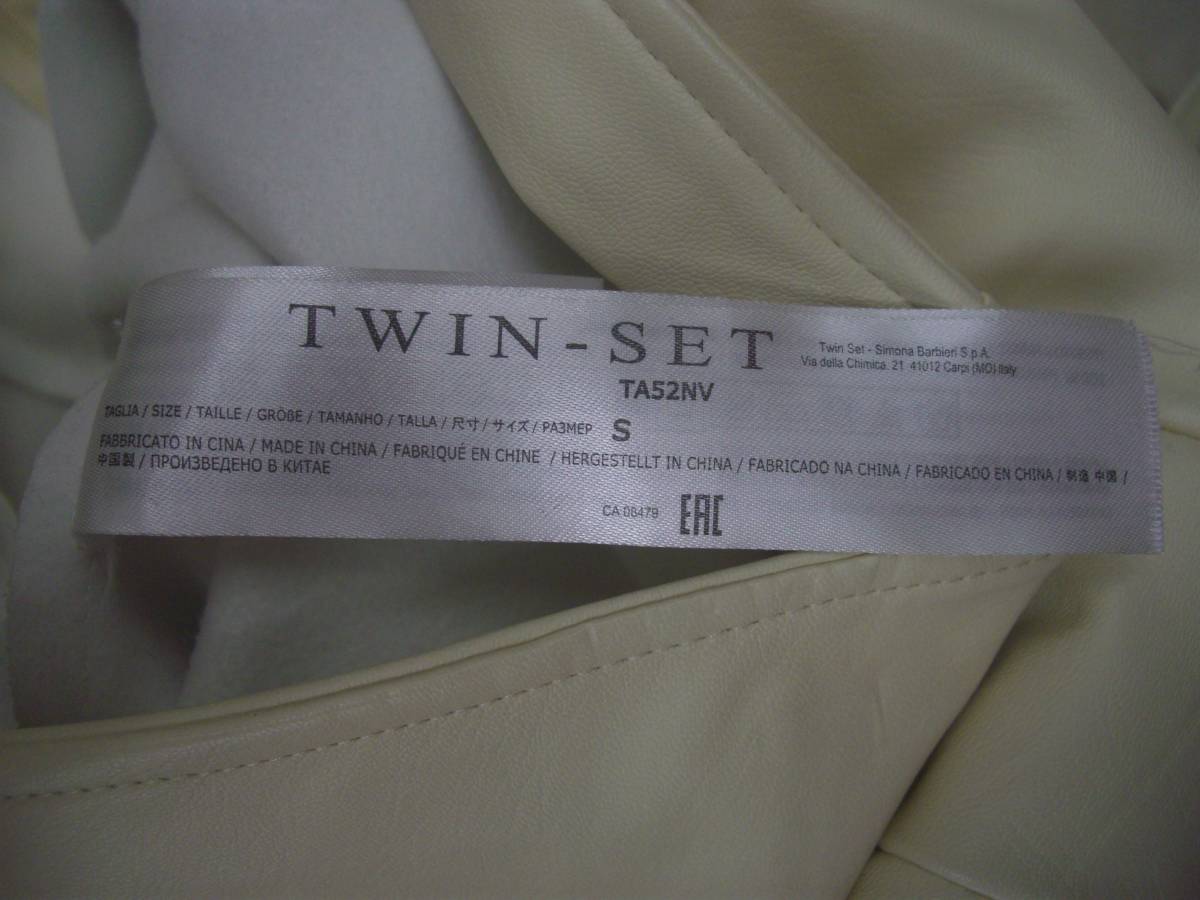 TWIN-SET
Twin Set - Simona Barbieri S.p.A.
Via della Chimica, 21 41012 Carpi (MO) Italy
TA52NV
TAGLIA / SIZE / TAILLE / GRÖßE / TAMANHO / TALLA / 尺寸 / サイズ / РАЗМЕР S
FABBRICATO IN CINA / MADE IN CHINA / FABRIQUÉ EN CHINE / HERGESTELLT IN CHINA / FABRICADO NA CHINA / FABRICADO EN CHINA / 制造 中国 /
中国製 / ПРОИЗВЕДЕНО В КИТАЕ
CA 08479 EAC